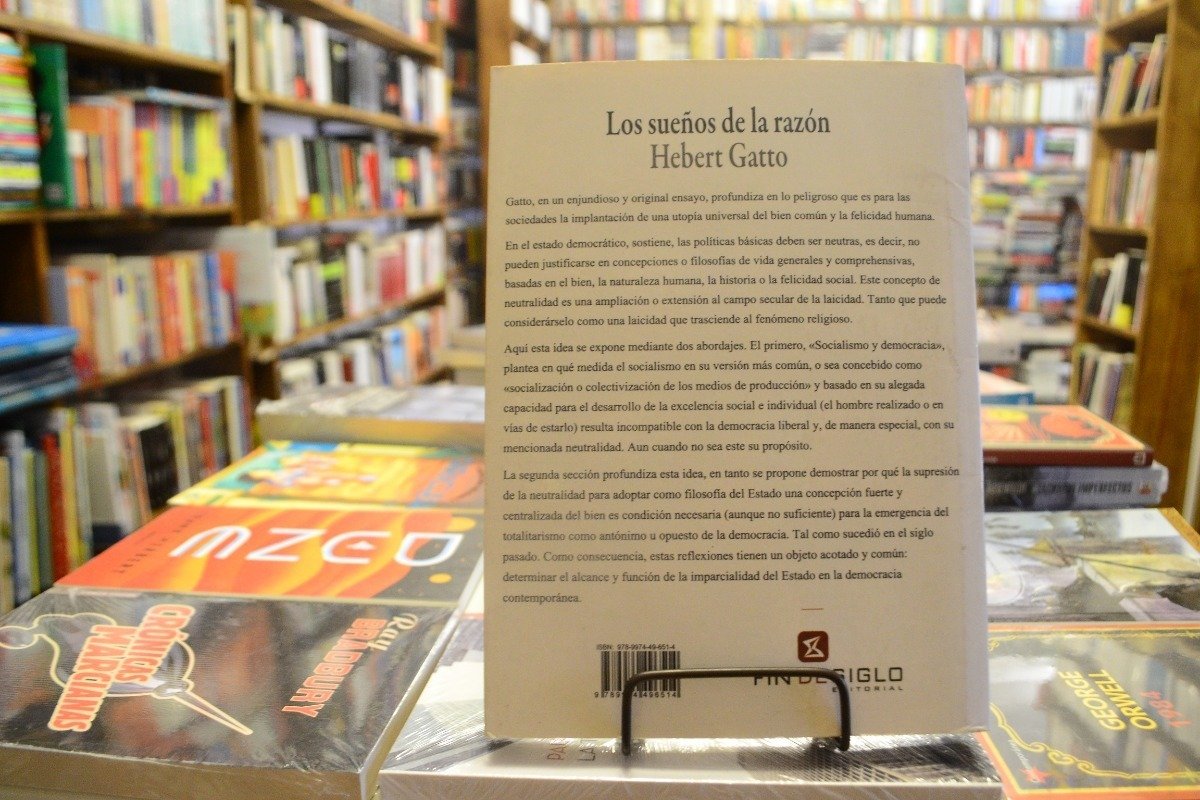 Los sueños de la razón
Hebert Gatto
Gatto, en un enjundioso y original ensayo, profundiza en lo peligroso que es para las
sociedades la implantación de una utopía universal del bien común y la felicidad humana.
En el estado democrático, sostiene, las políticas básicas deben ser neutras, es decir, no
pueden justificarse en concepciones o filosofías de vida generales y comprehensivas,
basadas en el bien, la naturaleza humana, la historia o la felicidad social. Este concepto de
neutralidad es una ampliación o extensión al campo secular de la laicidad. Tanto que puede
considerárselo como una laicidad que trasciende al fenómeno religioso.
Aquí esta idea se expone mediante dos abordajes. El primero, «Socialismo y democracia»,
plantea en qué medida el socialismo en su versión más común, o sea concebido como
«socialización o colectivización de los medios de producción» y basado en su alegada
capacidad para el desarrollo de la excelencia social e individual (el hombre realizado o en
vías de estarlo) resulta incompatible con la democracia liberal y, de manera especial, con su
mencionada neutralidad. Aun cuando no sea este su propósito.
La segunda sección profundiza esta idea, en tanto se propone demostrar por qué la supresión
de la neutralidad para adoptar como filosofía del Estado una concepción fuerte y
centralizada del bien es condición necesaria (aunque no suficiente) para la emergencia del
totalitarismo como antónimo u opuesto de la democracia. Tal como sucedió en el siglo
pasado. Como consecuencia, estas reflexiones tienen un objeto acotado y común:
determinar el alcance y función de la imparcialidad del Estado en la democracia
contemporánea.
ISBN: 978-9974-49-651-4
FIN DE SIGLO
EDITORIAL
CRÓNICAS
MARCIANAS
Ray
BRADBURY
GEORGE
ORWELL
1984